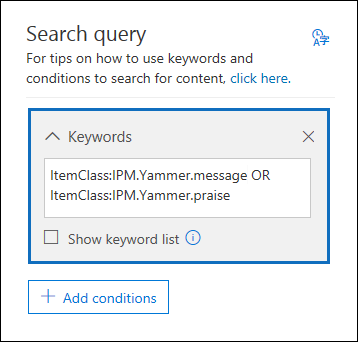 Search query
For tips on how to use keywords and
conditions to search for content, click here.
Keywords
ItemClass:IPM.Yammer.message OR
ItemClass:IPM.Yammer.praise
Show keyword list
Add conditions